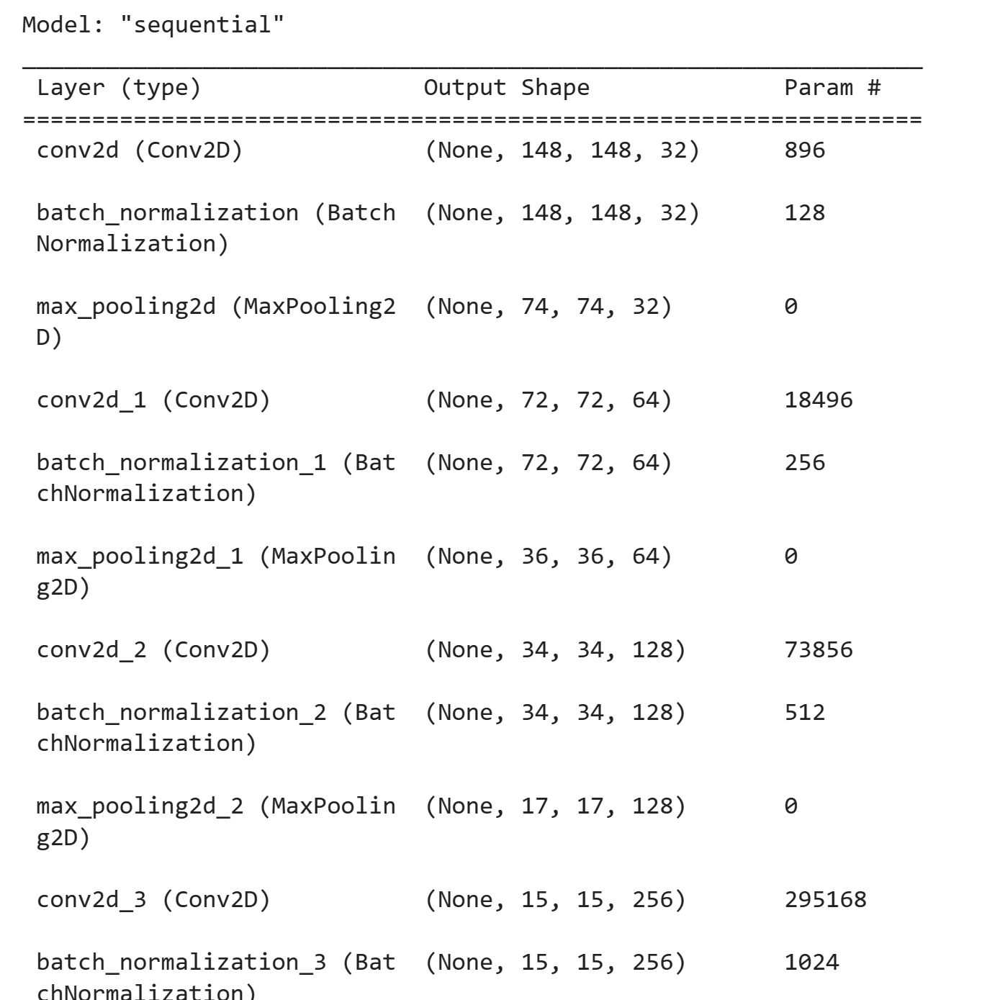 Model: "sequential"
_________________________________________________________________
Layer (type) Output Shape Param #
=================================================================
conv2d (Conv2D) (None, 148, 148, 32) 896
batch_normalization (Batch (None, 148, 148, 32) 128
Normalization)
max_pooling2d (MaxPooling2 (None, 74, 74, 32) 0
D)
conv2d_1 (Conv2D) (None, 72, 72, 64) 18496
batch_normalization_1 (Bat (None, 72, 72, 64) 256
chNormalization)
max_pooling2d_1 (MaxPoolin (None, 36, 36, 64) 0
g2D)
conv2d_2 (Conv2D) (None, 34, 34, 128) 73856
batch_normalization_2 (Bat (None, 34, 34, 128) 512
chNormalization)
max_pooling2d_2 (MaxPoolin (None, 17, 17, 128) 0
g2D)
conv2d_3 (Conv2D) (None, 15, 15, 256) 295168
batch_normalization_3 (Bat (None, 15, 15, 256) 1024
chNormalization)